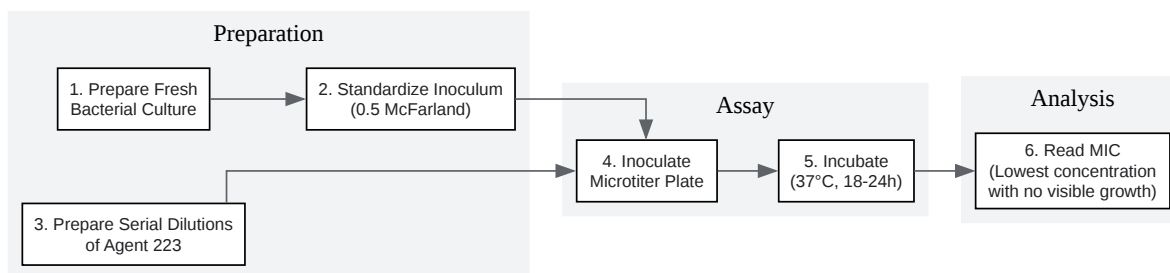 Preparation
1. Prepare Fresh
Bacterial Culture
2. Standardize Inoculum
(0.5 McFarland)
3. Prepare Serial Dilutions
of Agent 223
Assay
4. Inoculate
Microtiter Plate
5. Incubate
(37°C, 18-24h)
Analysis
6. Read MIC
(Lowest concentration
with no visible growth)